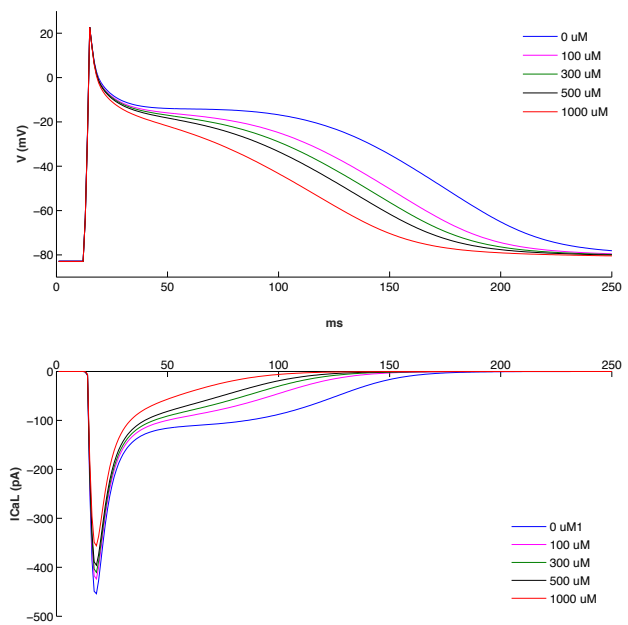 20
0
−20
−40
−60
−80
V (mV)
0 50 100 150 200 250
ms
0 uM
100 uM
300 uM
500 uM
1000 uM
0 50 100 150 200 250
0
−100
−200
−300
−400
−500
ICaL (pA)
0 uM1
100 uM
300 uM
500 uM
1000 uM